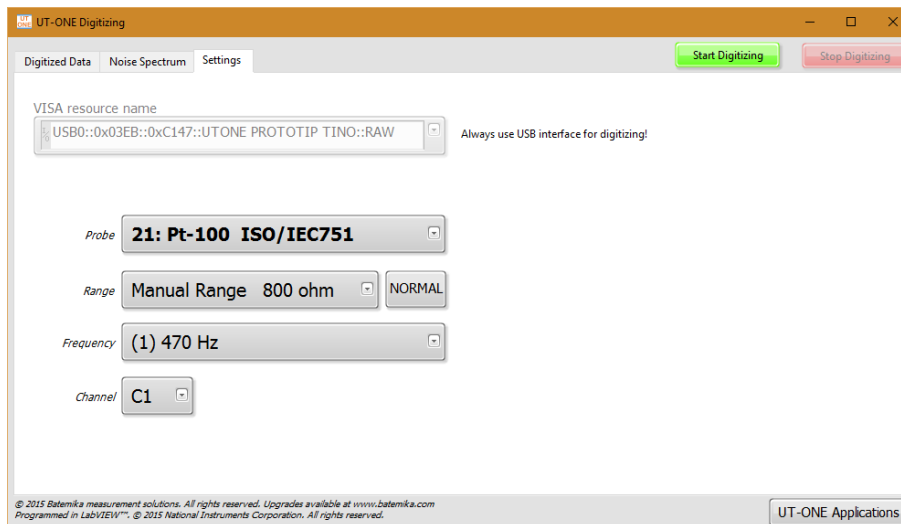 UT ONE UT-ONE Digitizing
Digitized Data Noise Spectrum Settings Start Digitizing Stop Digitizing
VISA resource name
I/O USB0::0x03EB::0xC147::UTONE PROTOTIP TINO::RAW Always use USB interface for digitizing!
Probe 21: Pt-100 ISO/IEC751
Range Manual Range 800 ohm NORMAL
Frequency (1) 470 Hz
Channel C1
© 2015 Batemika measurement solutions. All rights reserved. Upgrades available at www.batemika.com
Programmed in LabVIEW™. © 2015 National Instruments Corporation. All rights reserved.
UT-ONE Applications